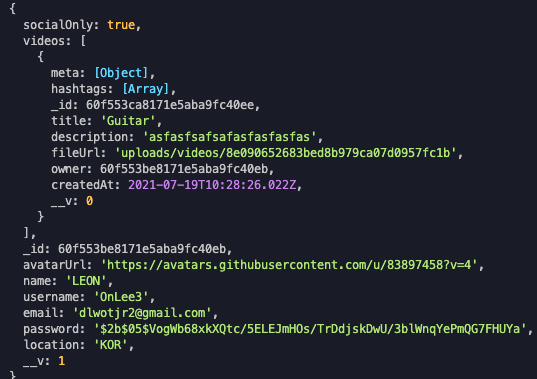 {
socialOnly: true,
videos: [
{
meta: [Object],
hashtags: [Array],
_id: 60f553ca8171e5aba9fc40ee,
title: 'Guitar',
description: 'asfasfsafsafasfasfasfas',
fileUrl: 'uploads/videos/8e090652683bed8b979ca07d0957fc1b',
owner: 60f553be8171e5aba9fc40eb,
createdAt: 2021-07-19T10:28:26.022Z,
__v: 0
}
],
_id: 60f553be8171e5aba9fc40eb,
avatarUrl: 'https://avatars.githubusercontent.com/u/83897458?v=4',
name: 'LEON',
username: 'OnLee3',
email: 'dlwotjr2@gmail.com',
password: '$2b$05$VogWb68xkXQtc/5ELEJmHOs/TrDdjskDwU/3blWnqYePmQG7FHUYa',
location: 'KOR',
__v: 1
}